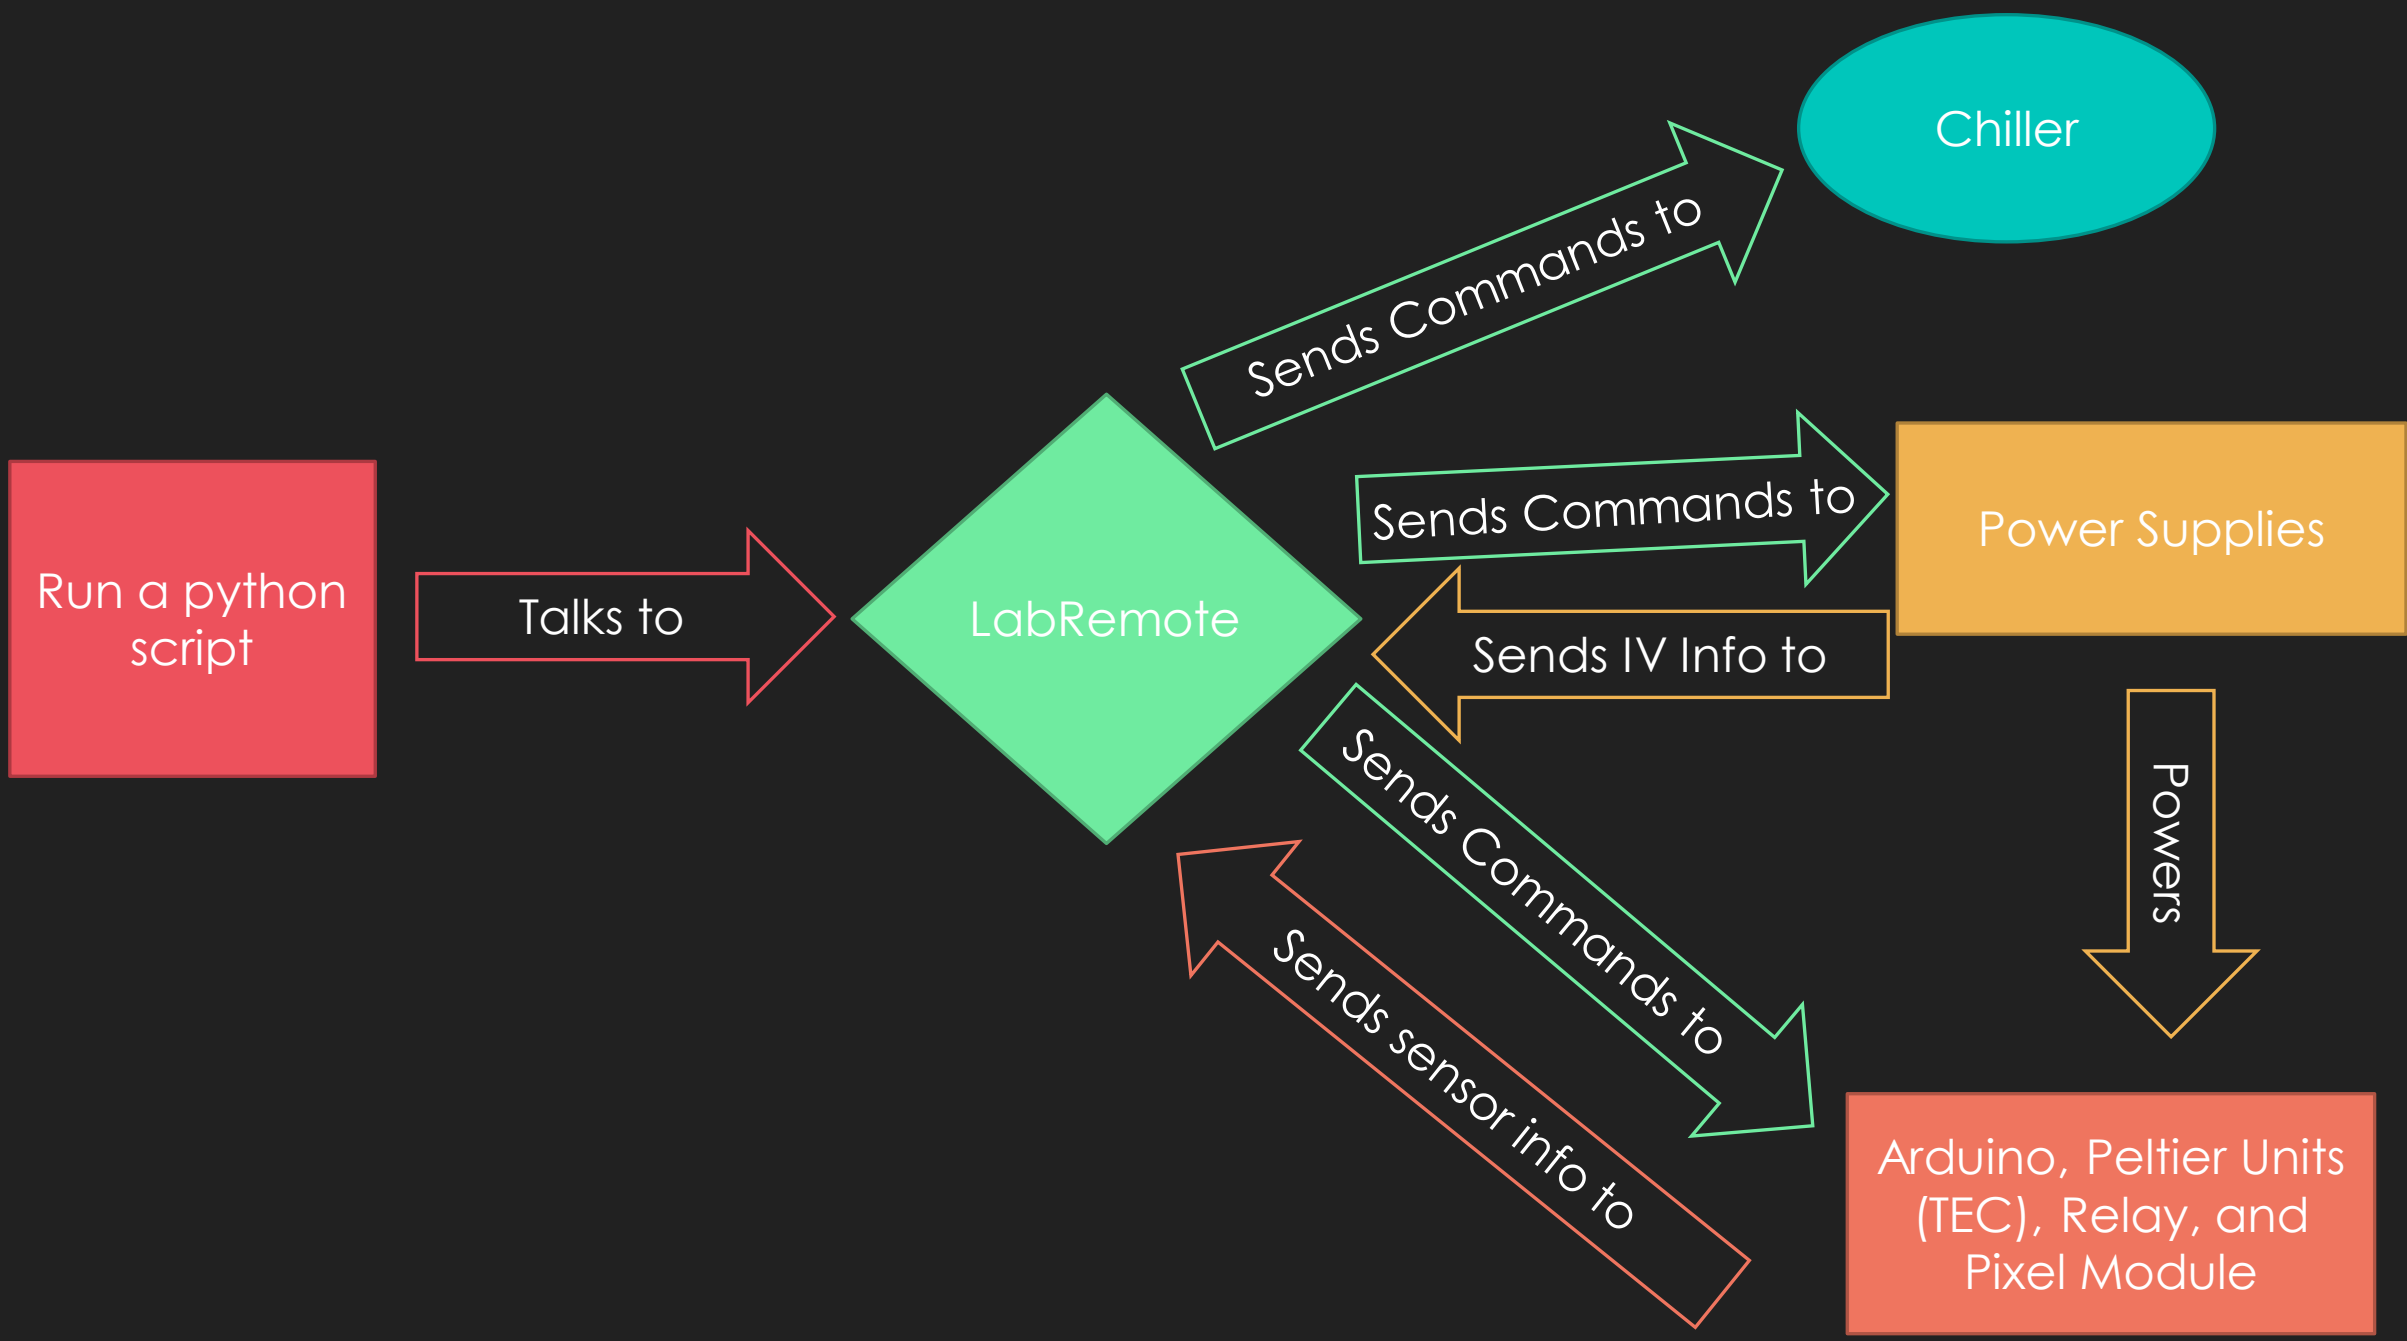 Chiller
Sends Commands to
Sends Commands to
Power Supplies
Run a python
script
Talks to
LabRemote
Sends IV Info to
Powers
Sends Commands to
Sends sensor info to
Arduino, Peltier Units
(TEC), Relay, and
Pixel Module